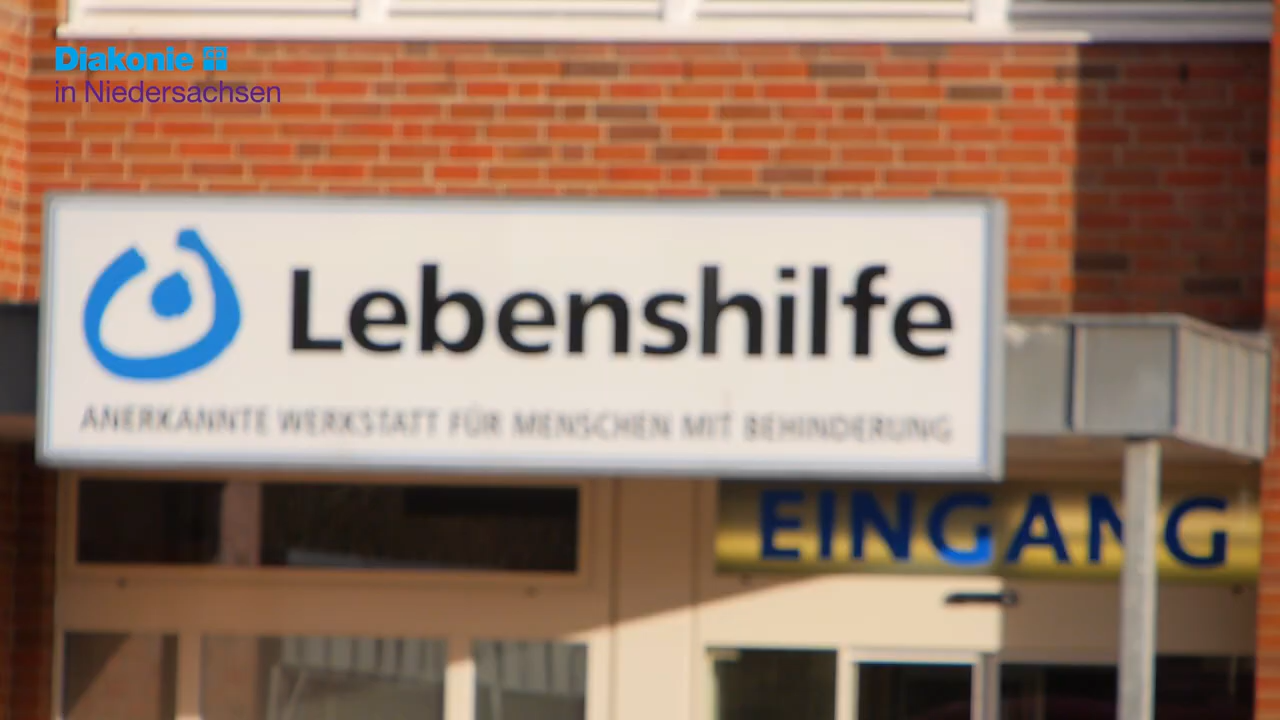 Diakonie
in Niedersachsen
Lebenshilfe
ANERKANNTE WERKSTATT FÜR MENSCHEN MIT BEHINDERUNG
EINGANG